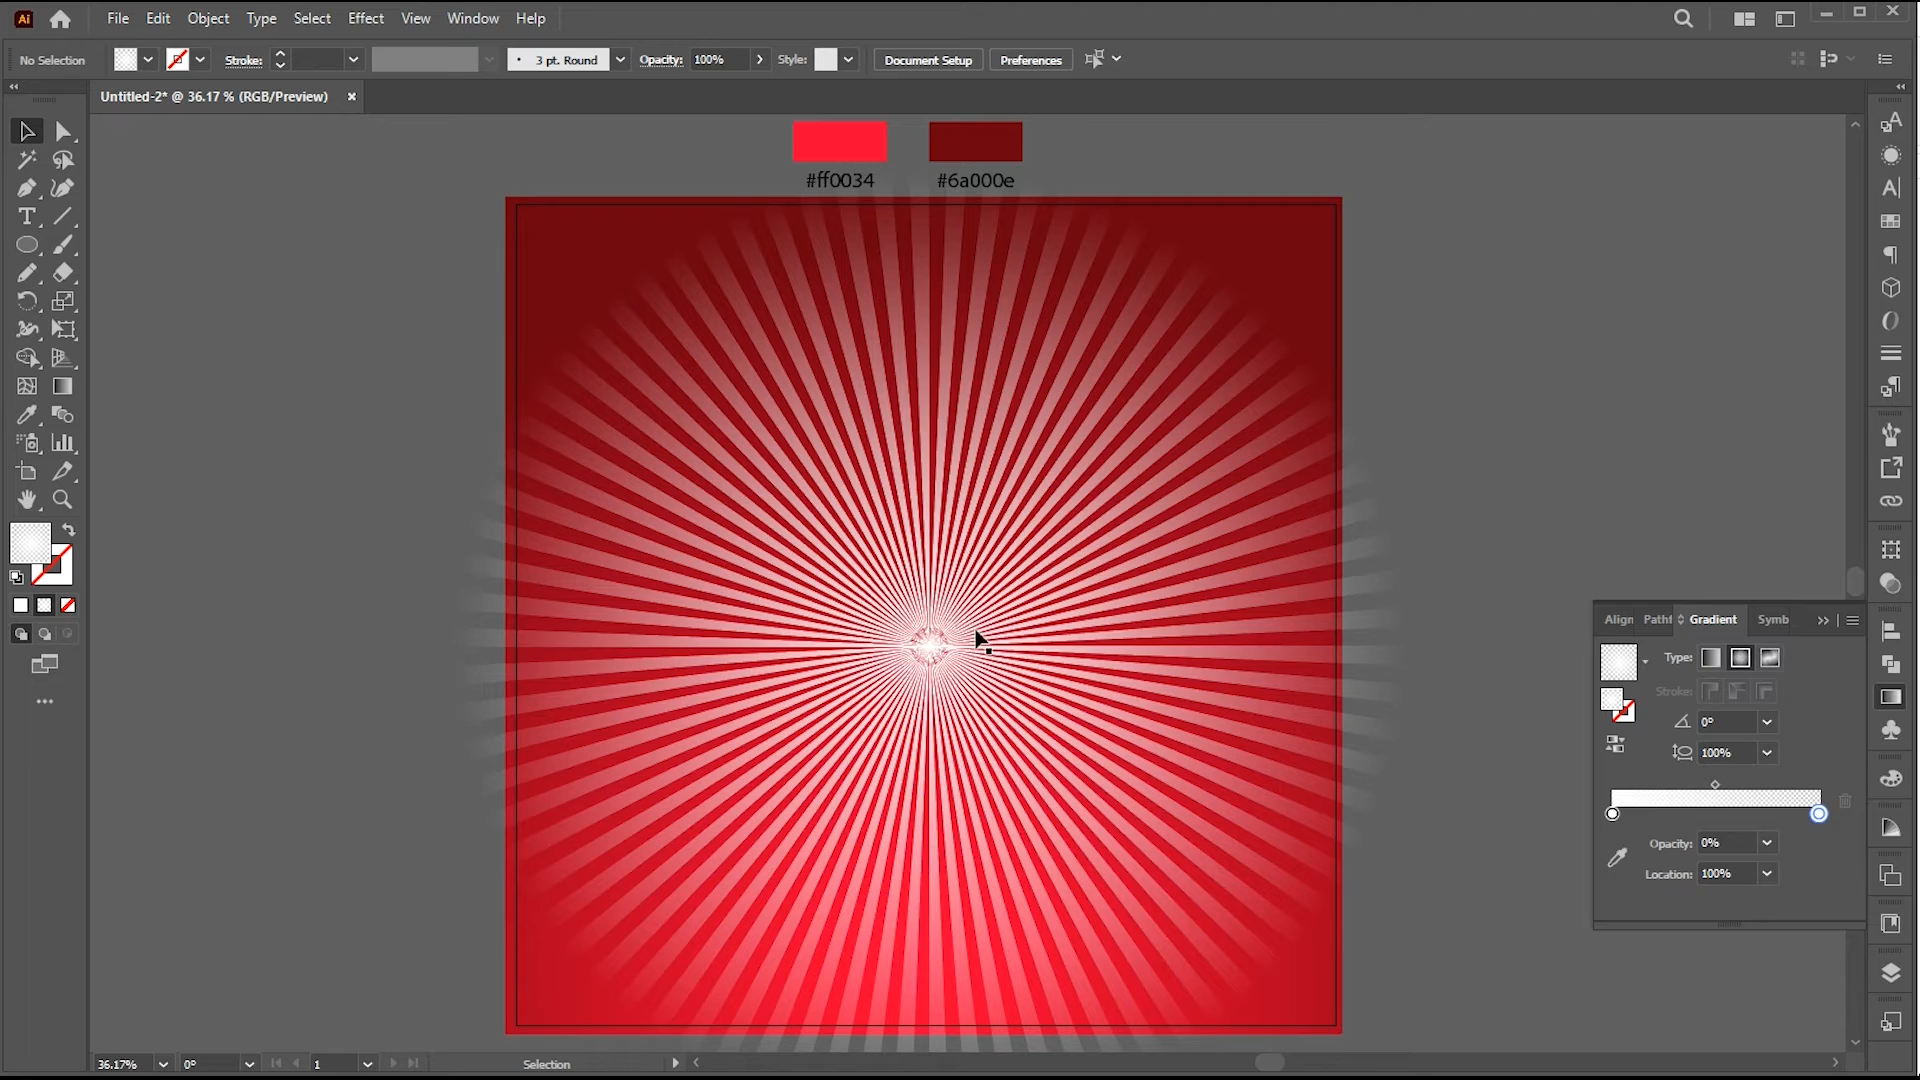 Ai File Edit Object Type Select Effect View Window Help
No Selection Stroke: 3 pt. Round Opacity: 100% Style: Document Setup Preferences
Untitled-2* @ 36.17 % (RGB/Preview)
#ff0034 #6a000e
Align Pathf Gradient Symb
Type:
Stroke:
0°
100%
Opacity: 0%
Location: 100%
36.17% 0° 1 Selection